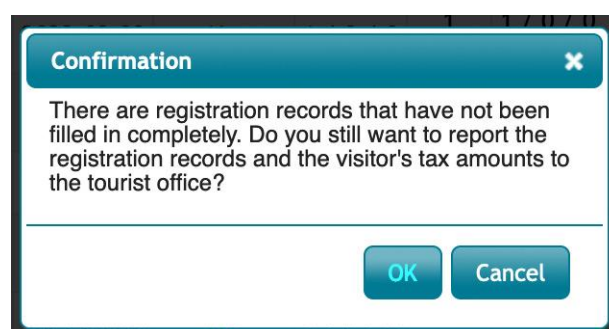 Confirmation
There are registration records that have not been
filled in completely. Do you still want to report the
registration records and the visitor's tax amounts to
the tourist office?
OK Cancel